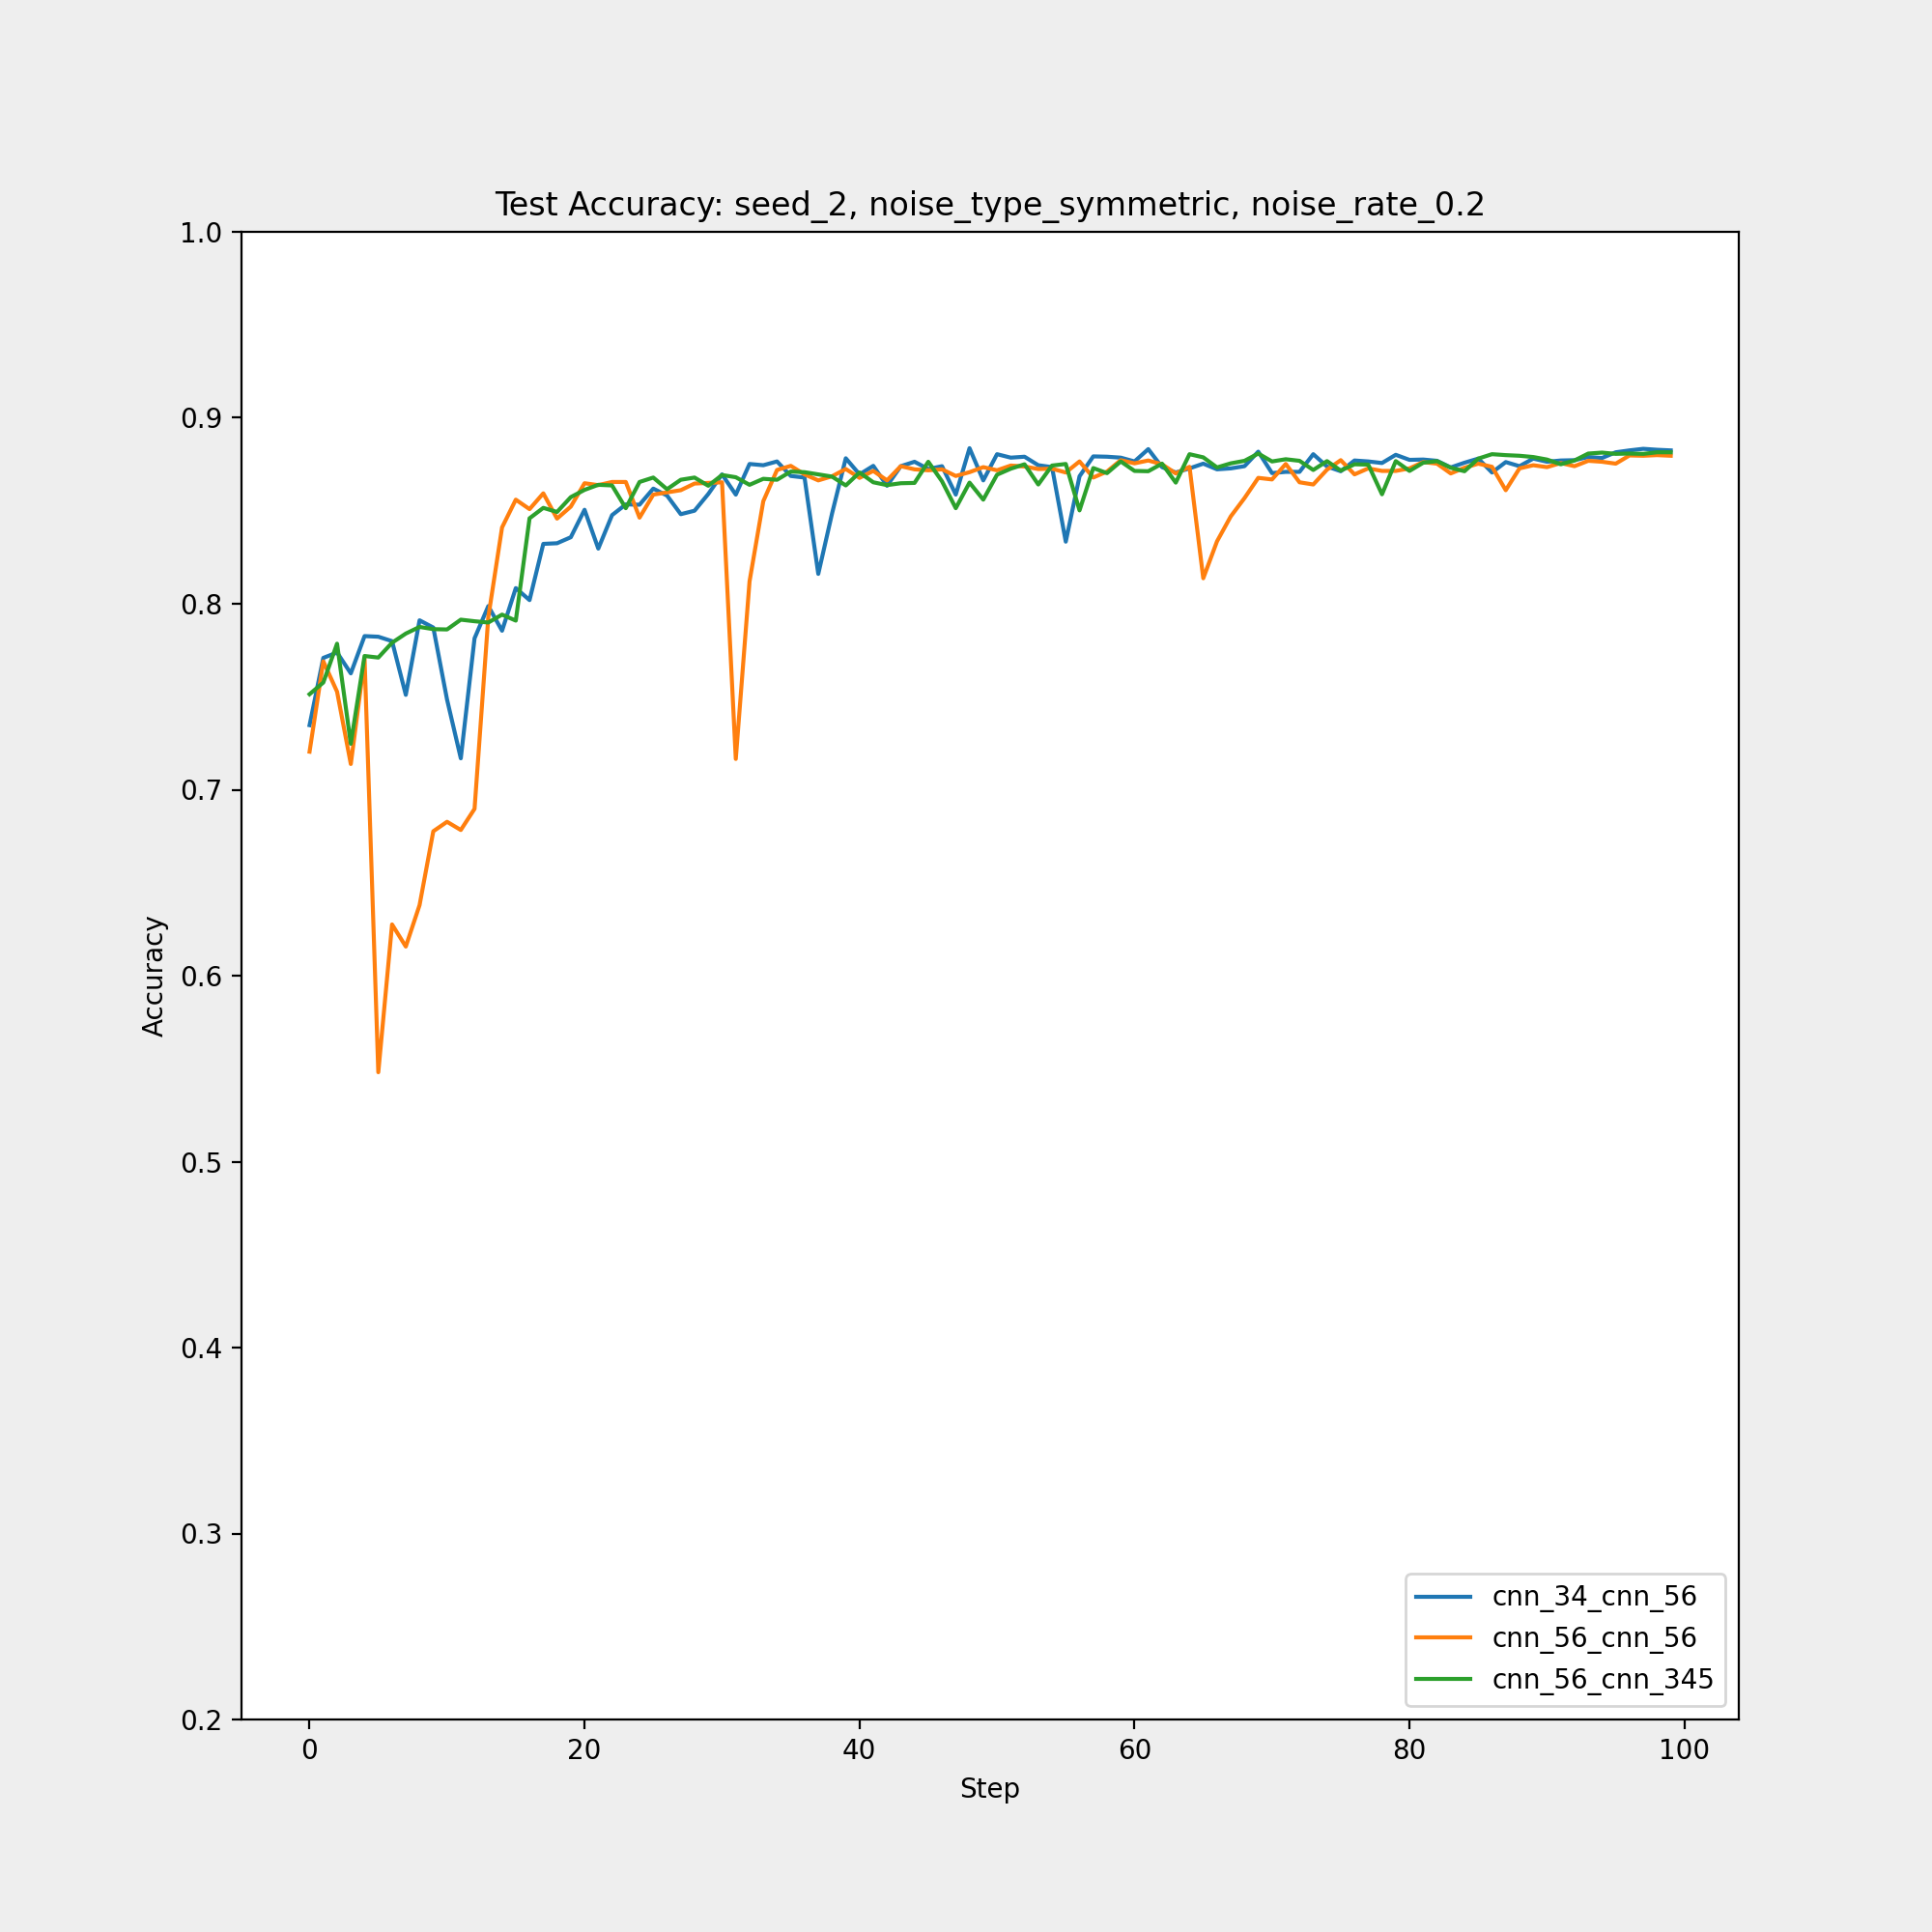 Test Accuracy: seed_2, noise_type_symmetric, noise_rate_0.2
1.0
0.9
0.8
0.7
0.6
0.5
0.4
0.3
0.2
Accuracy
cnn_34_cnn_56
cnn_56_cnn_56
cnn_56_cnn_345
0 20 40 60 80 100
Step